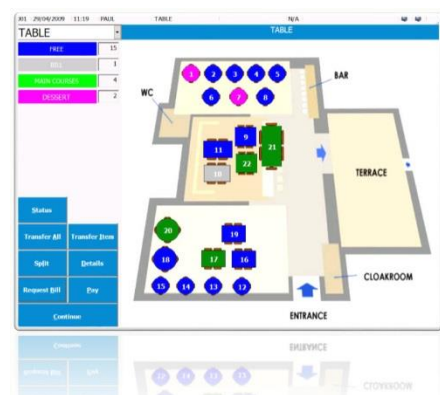 X01 29/04/2009 11:19 PAUL TABLE N/A
TABLE
TABLE
FREE 15
BILL 1
MAIN COURSES 4
DESSERT 2
1 2 3 4 5
6 7 8
BAR
WC
9
11
21
22
10
TERRACE
Status
Transfer All Transfer Item
Split Details
Request Bill Pay
Continue
20
19
18 17 16
15 14 13 12
CLOAKROOM
ENTRANCE